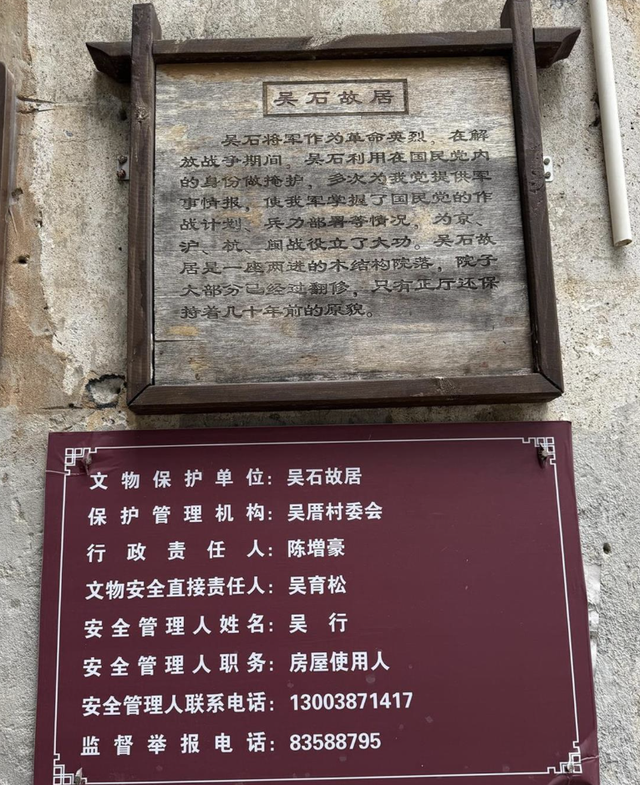 吴石故居
吴石将军作为革命英烈，在解
放战争期间，吴石利用在国民党内
的身份做掩护，多次为我党提供军
事情报，使我军掌握了国民党的作
战计划、兵力部署等情况，为京、
沪、杭、闽战役立了大功。吴石故
居是一座两进的木结构院落，院子
大部分已经过翻修，只有正厅还保
持着几十年前的原貌。
文物保护单位：吴石故居
保护管理机构：吴厝村委会
行政责任人：陈增豪
文物安全直接责任人：吴育松
安全管理人姓名：吴 行
安全管理人职务：房屋使用人
安全管理人联系电话：13003871417
监督举报电话：83588795